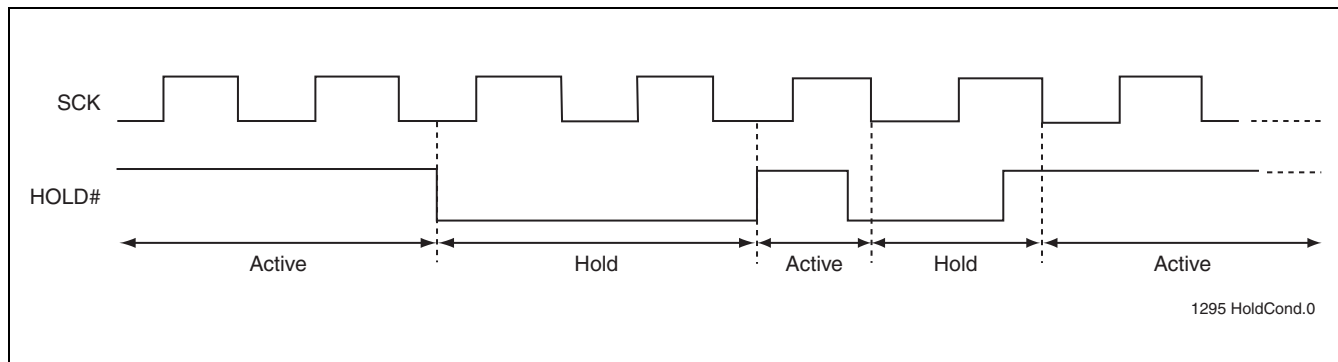 SCK
HOLD#
Active
Hold
Active
Hold
Active
1295 HoldCond.0